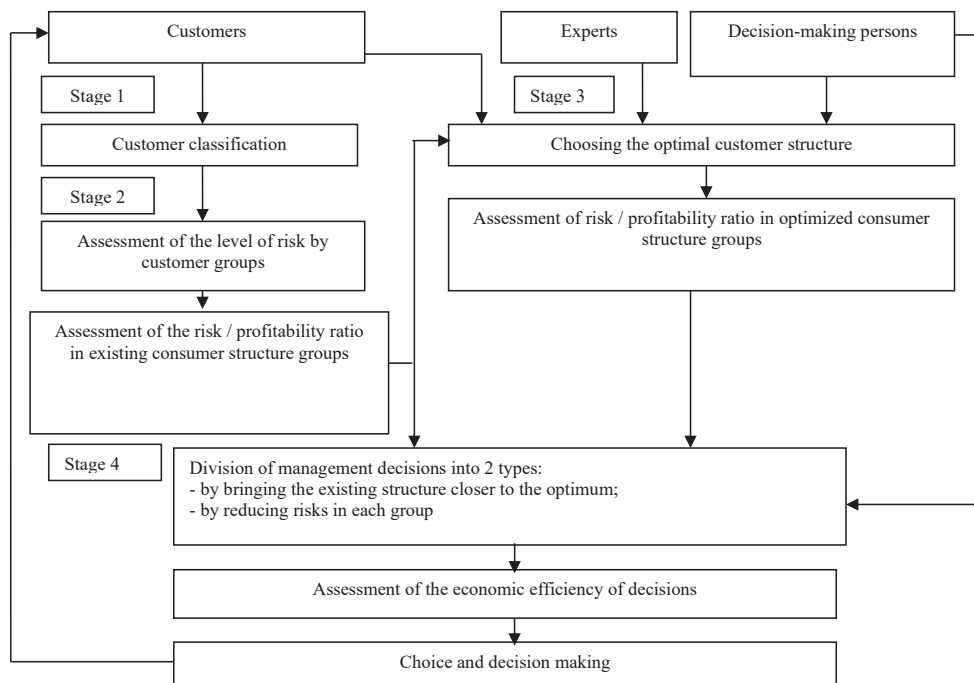 Customers
Experts
Decision-making persons
Stage 1
Stage 3
Customer classification
Choosing the optimal customer structure
Stage 2
Assessment of the level of risk by
customer groups
Assessment of risk / profitability ratio in optimized consumer
structure groups
Assessment of the risk / profitability ratio
in existing consumer structure groups
Stage 4
Division of management decisions into 2 types:
- by bringing the existing structure closer to the optimum;
- by reducing risks in each group
Assessment of the economic efficiency of decisions
Choice and decision making